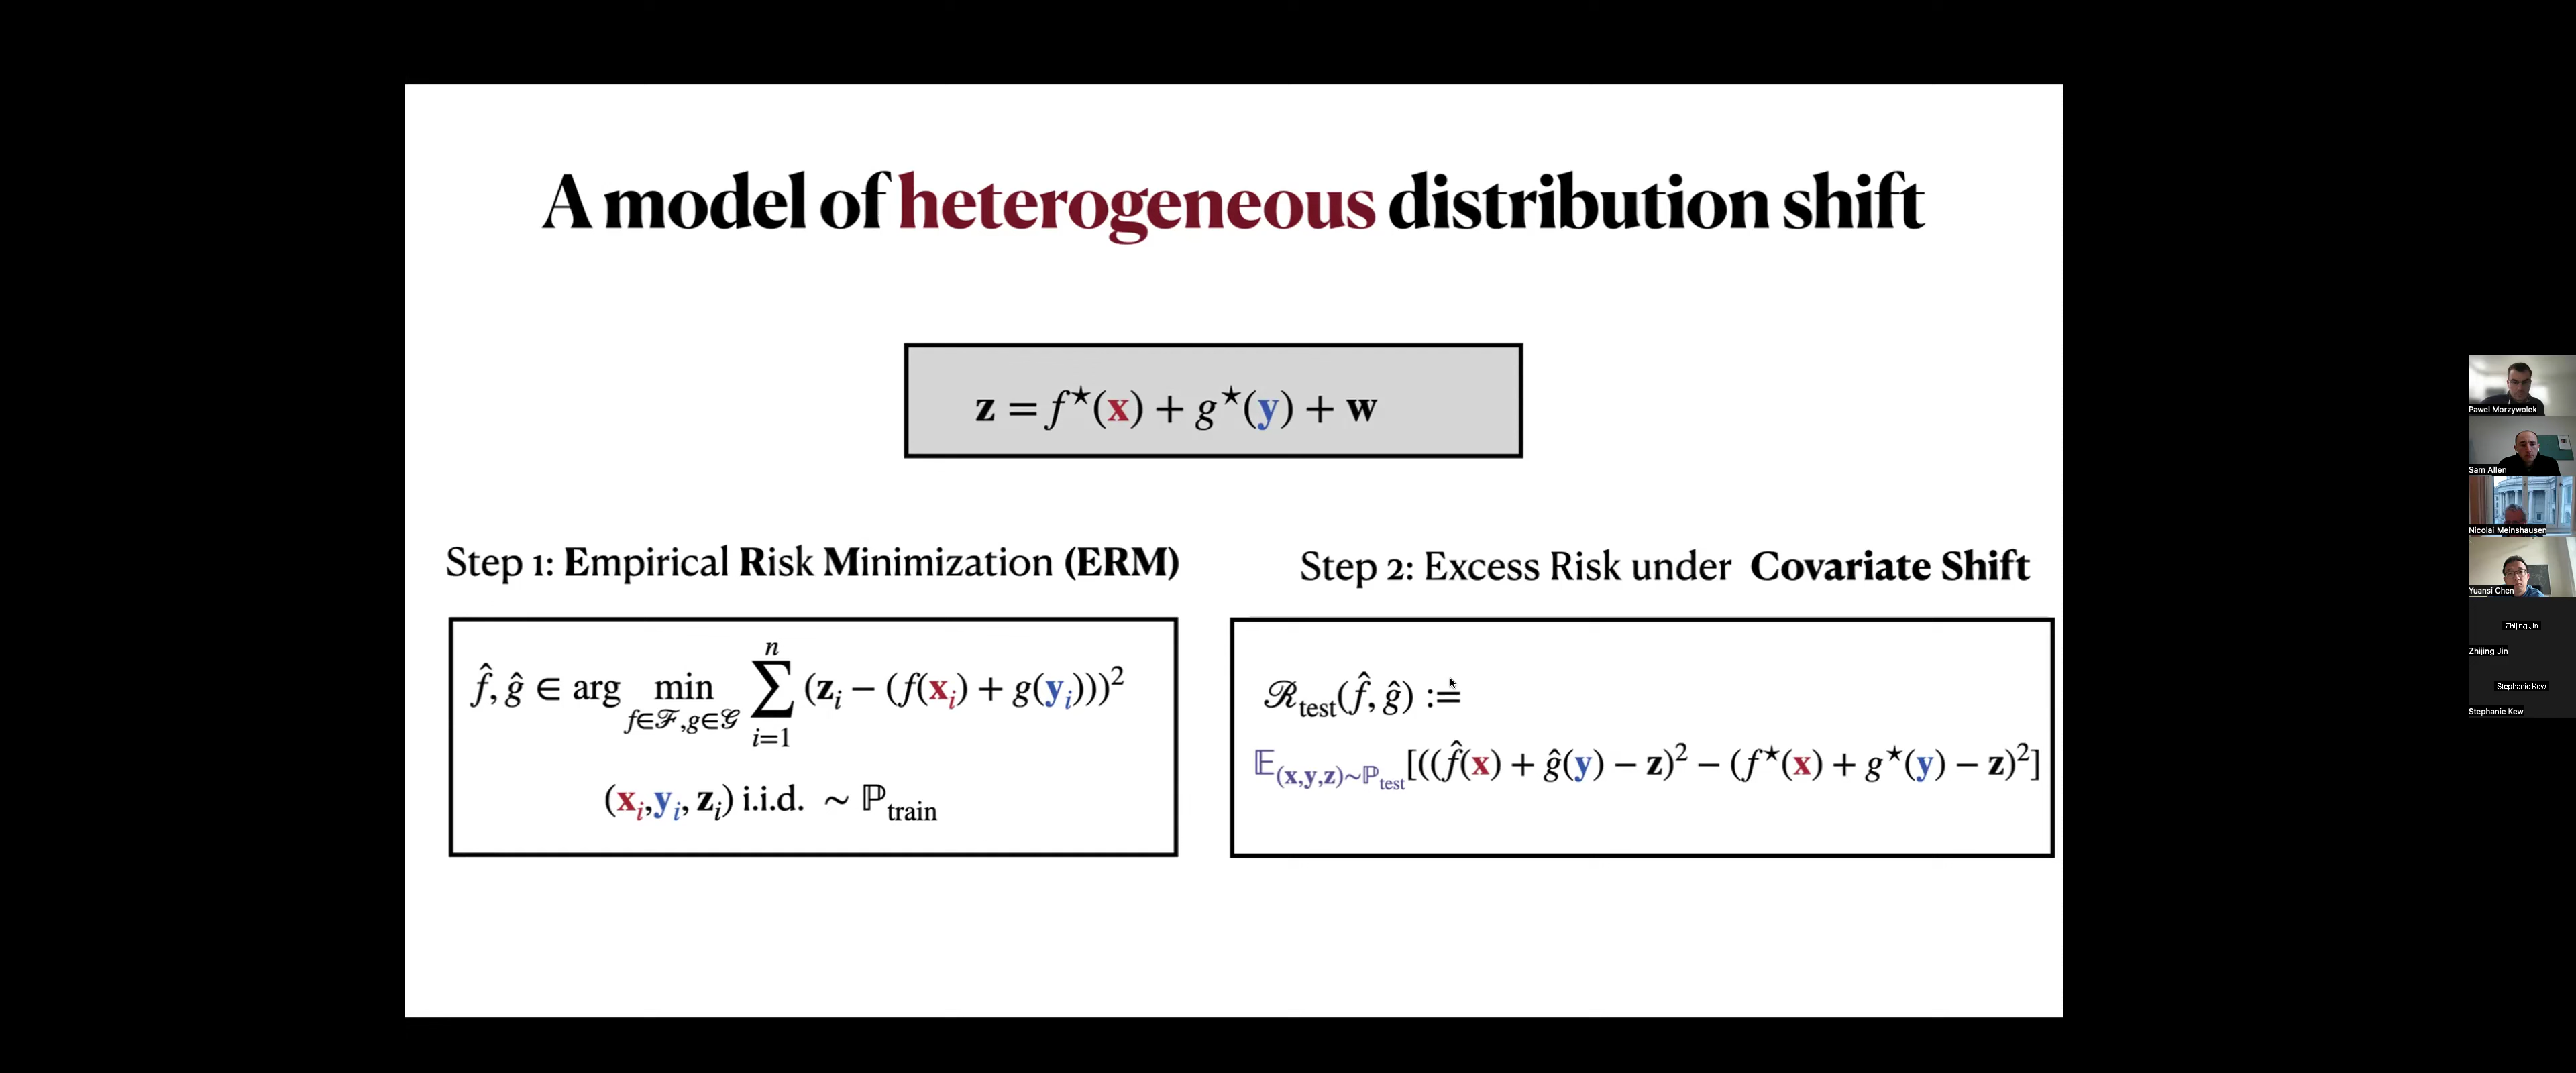 A model of heterogeneous distribution shift
z = f★(x) + g★(y) + w
Step 1: Empirical Risk Minimization (ERM)
f̂, ĝ ∈ arg min_{f∈ℱ, g∈𝒢} ∑_{i=1}^{n} (z_i − (f(x_i) + g(y_i)))²
(x_i, y_i, z_i) i.i.d. ∼ ℙ_train
Step 2: Excess Risk under Covariate Shift
ℛ_test(f̂, ĝ) :=
𝔼_{(x,y,z)∼ℙ_test}[((f̂(x) + ĝ(y) − z)² − (f★(x) + g★(y) − z)²]
Pawel Morzywolek
Sam Allen
Nicolai Meinshausen
Yuansi Chen
Zhijing Jin
Zhijing Jin
Stephanie Kew
Stephanie Kew